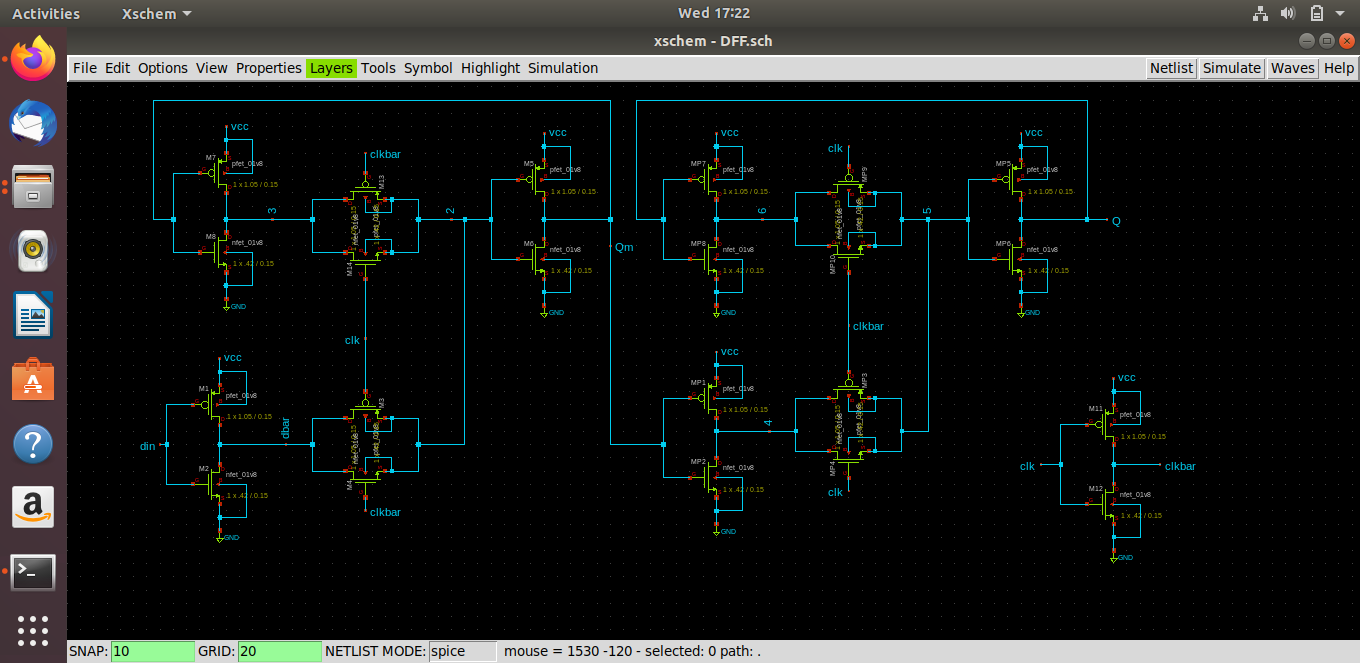 Activities Xschem Wed 17:22
xschem - DFF.sch
File Edit Options View Properties Layers Tools Symbol Highlight Simulation Netlist Simulate Waves Help
vcc
M7
pfet_01v8
1 x 1.05 / 0.15
M8
nfet_01v8
1 x .42 / 0.15
GND
3
clkbar
M13
M14
clk
2
vcc
M5
pfet_01v8
1 x 1.05 / 0.15
M6
nfet_01v8
1 x .42 / 0.15
GND
Qm
vcc
MP7
pfet_01v8
1 x 1.05 / 0.15
MP8
nfet_01v8
1 x .42 / 0.15
GND
6
clk
MP9
MP10
clkbar
5
vcc
MP5
pfet_01v8
1 x 1.05 / 0.15
MP6
nfet_01v8
1 x .42 / 0.15
GND
Q
vcc
M1
pfet_01v8
1 x 1.05 / 0.15
din
dbar
M2
nfet_01v8
1 x .42 / 0.15
GND
M3
M4
clkbar
vcc
MP1
pfet_01v8
1 x 1.05 / 0.15
MP2
nfet_01v8
1 x .42 / 0.15
GND
4
MP3
MP4
clk
vcc
M11
pfet_01v8
1 x 1.05 / 0.15
clk
clkbar
M12
nfet_01v8
1 x .42 / 0.15
GND
SNAP: 10 GRID: 20 NETLIST MODE: spice mouse = 1530 -120 - selected: 0 path: .